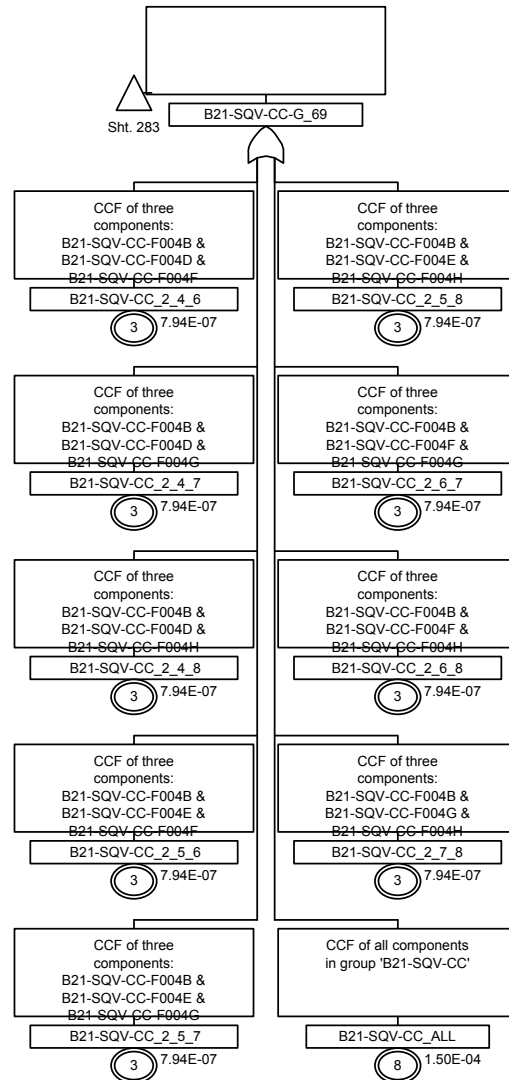 Sht. 283
B21-SQV-CC-G_69
CCF of three
components:
B21-SQV-CC-F004B &
B21-SQV-CC-F004D &
B21-SQV-CC-F004F
B21-SQV-CC_2_4_6
3
7.94E-07
CCF of three
components:
B21-SQV-CC-F004B &
B21-SQV-CC-F004E &
B21-SQV-CC-F004H
B21-SQV-CC_2_5_8
3
7.94E-07
CCF of three
components:
B21-SQV-CC-F004B &
B21-SQV-CC-F004D &
B21-SQV-CC-F004G
B21-SQV-CC_2_4_7
3
7.94E-07
CCF of three
components:
B21-SQV-CC-F004B &
B21-SQV-CC-F004F &
B21-SQV-CC-F004G
B21-SQV-CC_2_6_7
3
7.94E-07
CCF of three
components:
B21-SQV-CC-F004B &
B21-SQV-CC-F004D &
B21-SQV-CC-F004H
B21-SQV-CC_2_4_8
3
7.94E-07
CCF of three
components:
B21-SQV-CC-F004B &
B21-SQV-CC-F004F &
B21-SQV-CC-F004H
B21-SQV-CC_2_6_8
3
7.94E-07
CCF of three
components:
B21-SQV-CC-F004B &
B21-SQV-CC-F004E &
B21-SQV-CC-F004F
B21-SQV-CC_2_5_6
3
7.94E-07
CCF of three
components:
B21-SQV-CC-F004B &
B21-SQV-CC-F004G &
B21-SQV-CC-F004H
B21-SQV-CC_2_7_8
3
7.94E-07
CCF of three
components:
B21-SQV-CC-F004B &
B21-SQV-CC-F004E &
B21-SQV-CC-F004G
B21-SQV-CC_2_5_7
3
7.94E-07
CCF of all components
in group 'B21-SQV-CC'
B21-SQV-CC_ALL
8
1.50E-04